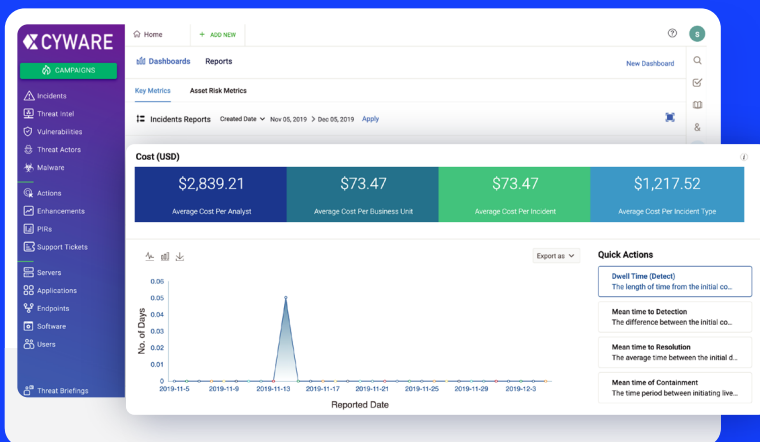 CYWARE
CAMPAIGNS
Incidents
Threat Intel
Vulnerabilities
Threat Actors
Malware
Actions
Enhancements
PIRs
Support Tickets
Servers
Applications
Endpoints
Software
Users
Threat Briefings
Home
+ ADD NEW
?
S
Dashboards Reports
New Dashboard
Key Metrics Asset Risk Metrics
Incidents Reports Created Date Nov 05, 2019 > Dec 05, 2019 Apply
Cost (USD)
i
$2,839.21
Average Cost Per Analyst
$73.47
Average Cost Per Business Unit
$73.47
Average Cost Per Incident
$1,217.52
Average Cost Per Incident Type
Export as
No. of Days
0.06
0.05
0.04
0.03
0.02
0.01
0
2019-11-5 2019-11-9 2019-11-13 2019-11-17 2019-11-21 2019-11-25 2019-11-29 2019-12-3
Reported Date
Quick Actions
Dwell Time (Detect)
The length of time from the initial co...
Mean time to Detection
The difference between the initial co...
Mean time to Resolution
The average time between the initial d...
Mean time of Containment
The time period between initiating live...